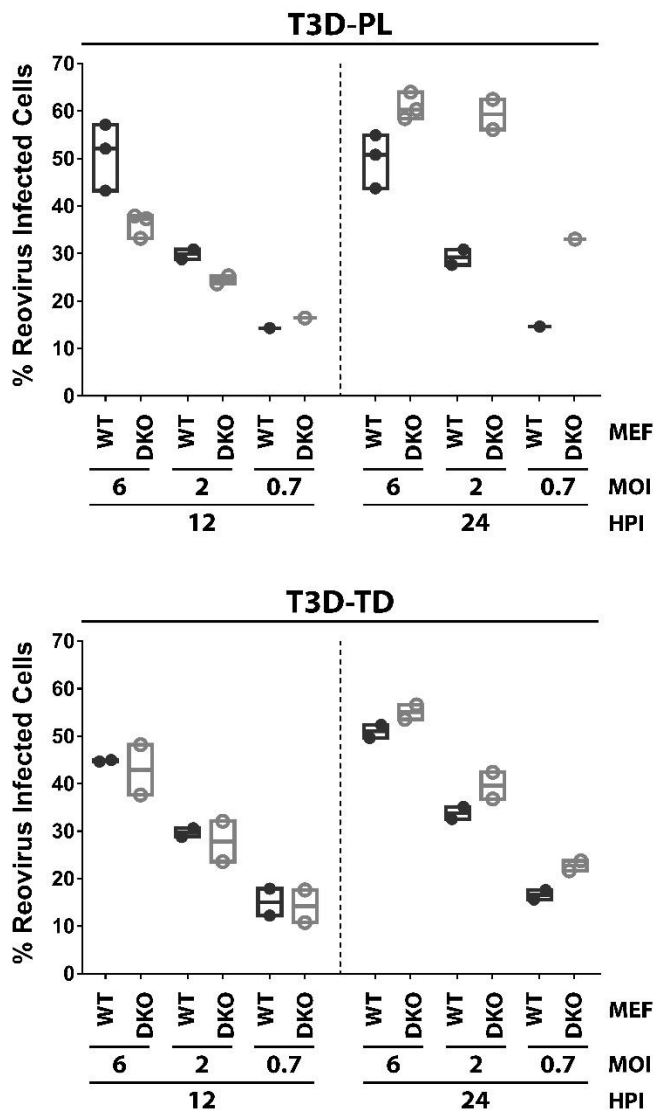 T3D-PL
70
60
50
40
30
20
10
0
% Reovirus Infected Cells
WT DKO WT DKO WT DKO WT DKO WT DKO WT DKO MEF
6 2 0.7 6 2 0.7 MOI
12 24 HPI
T3D-TD
70
60
50
40
30
20
10
0
% Reovirus Infected Cells
WT DKO WT DKO WT DKO WT DKO WT DKO WT DKO MEF
6 2 0.7 6 2 0.7 MOI
12 24 HPI